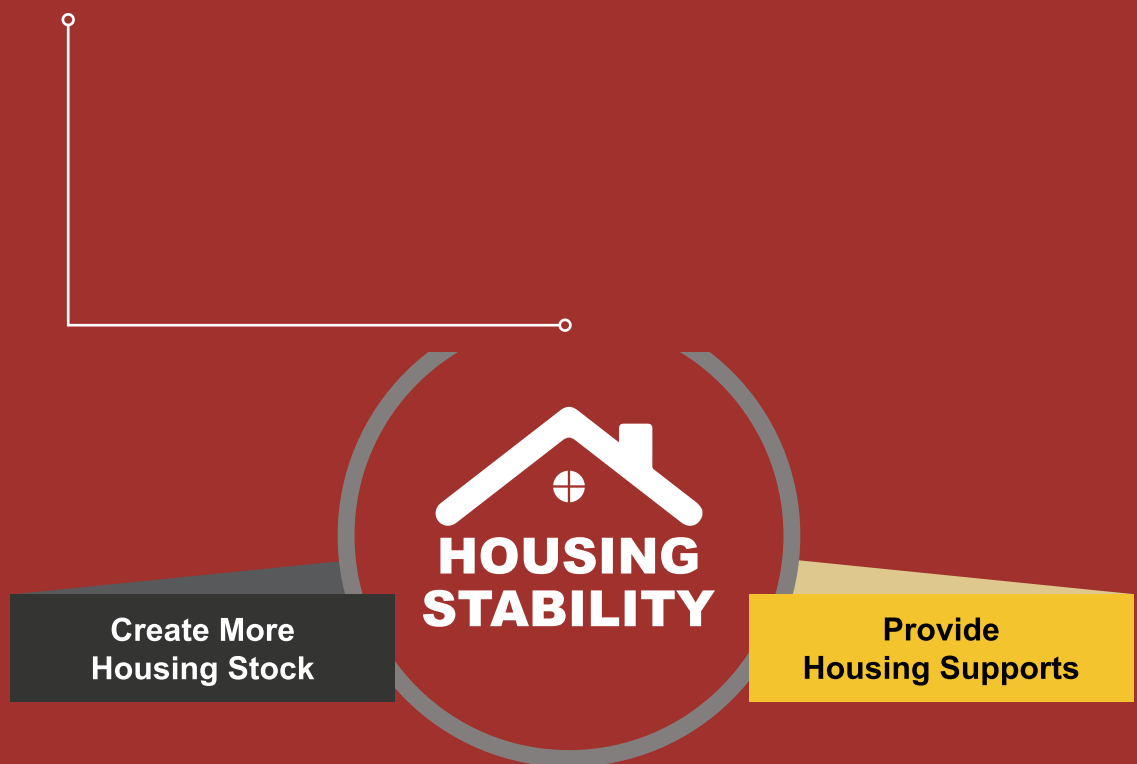 HOUSING
STABILITY
Create More
Housing Stock
Provide
Housing Supports